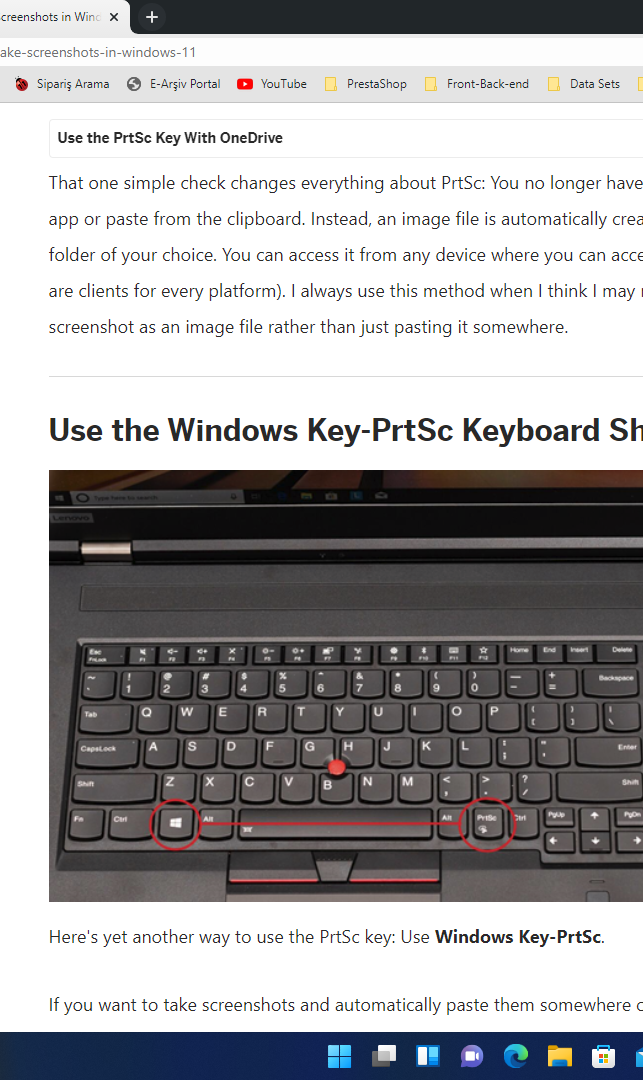 creenshots in Wind
ake-screenshots-in-windows-11
Sipariş Arama E-Arşiv Portal YouTube PrestaShop Front-Back-end Data Sets
Use the PrtSc Key With OneDrive
That one simple check changes everything about PrtSc: You no longer have
app or paste from the clipboard. Instead, an image file is automatically crea
folder of your choice. You can access it from any device where you can acce
are clients for every platform). I always use this method when I think I may
screenshot as an image file rather than just pasting it somewhere.
Use the Windows Key-PrtSc Keyboard Sh
Type here to search
Lenovo
Esc FnLock F1 F2 F3 F4 F5 F6 F7 F8 F9 F10 F11 F12 Home End Insert Delete
~ ! @ # $ % ^ & * ( ) — +
1 2 3 4 5 6 7 8 9 0 - = Backspace
Tab Q W E R T Y U I O P { [ } ] | \
CapsLock A S D F G H J K L : ; " ' Enter
Shift Z X C V B N M < , > . ? / Shift
Fn Ctrl Alt Alt PrtSc Ctrl PgUp PgDn
Here's yet another way to use the PrtSc key: Use Windows Key-PrtSc.
If you want to take screenshots and automatically paste them somewhere